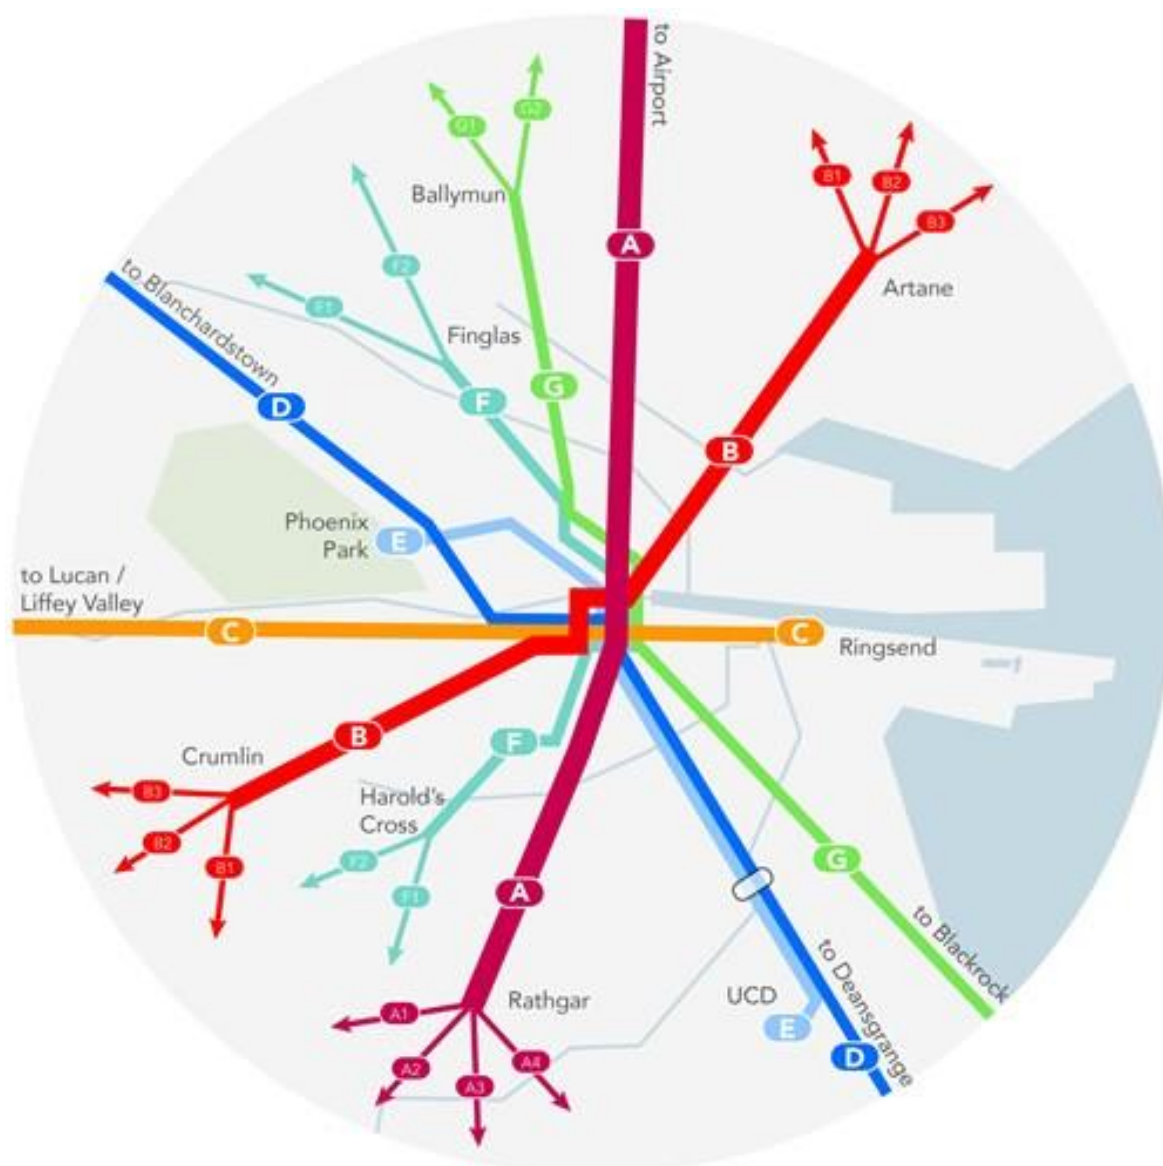 to Airport
G1
G2
B1
B2
B3
Ballymun
F2
A
Artane
to Blanchardstown
F1
Finglas
G
D
F
B
Phoenix
Park
E
to Lucan /
Liffey Valley
C
C
Ringsend
B
F
Crumlin
B3
Harold's
Cross
B2
F2
B1
F1
A
G
to Blackrock
to Deansgrange
Rathgar
UCD
A1
E
D
A2
A3
A4